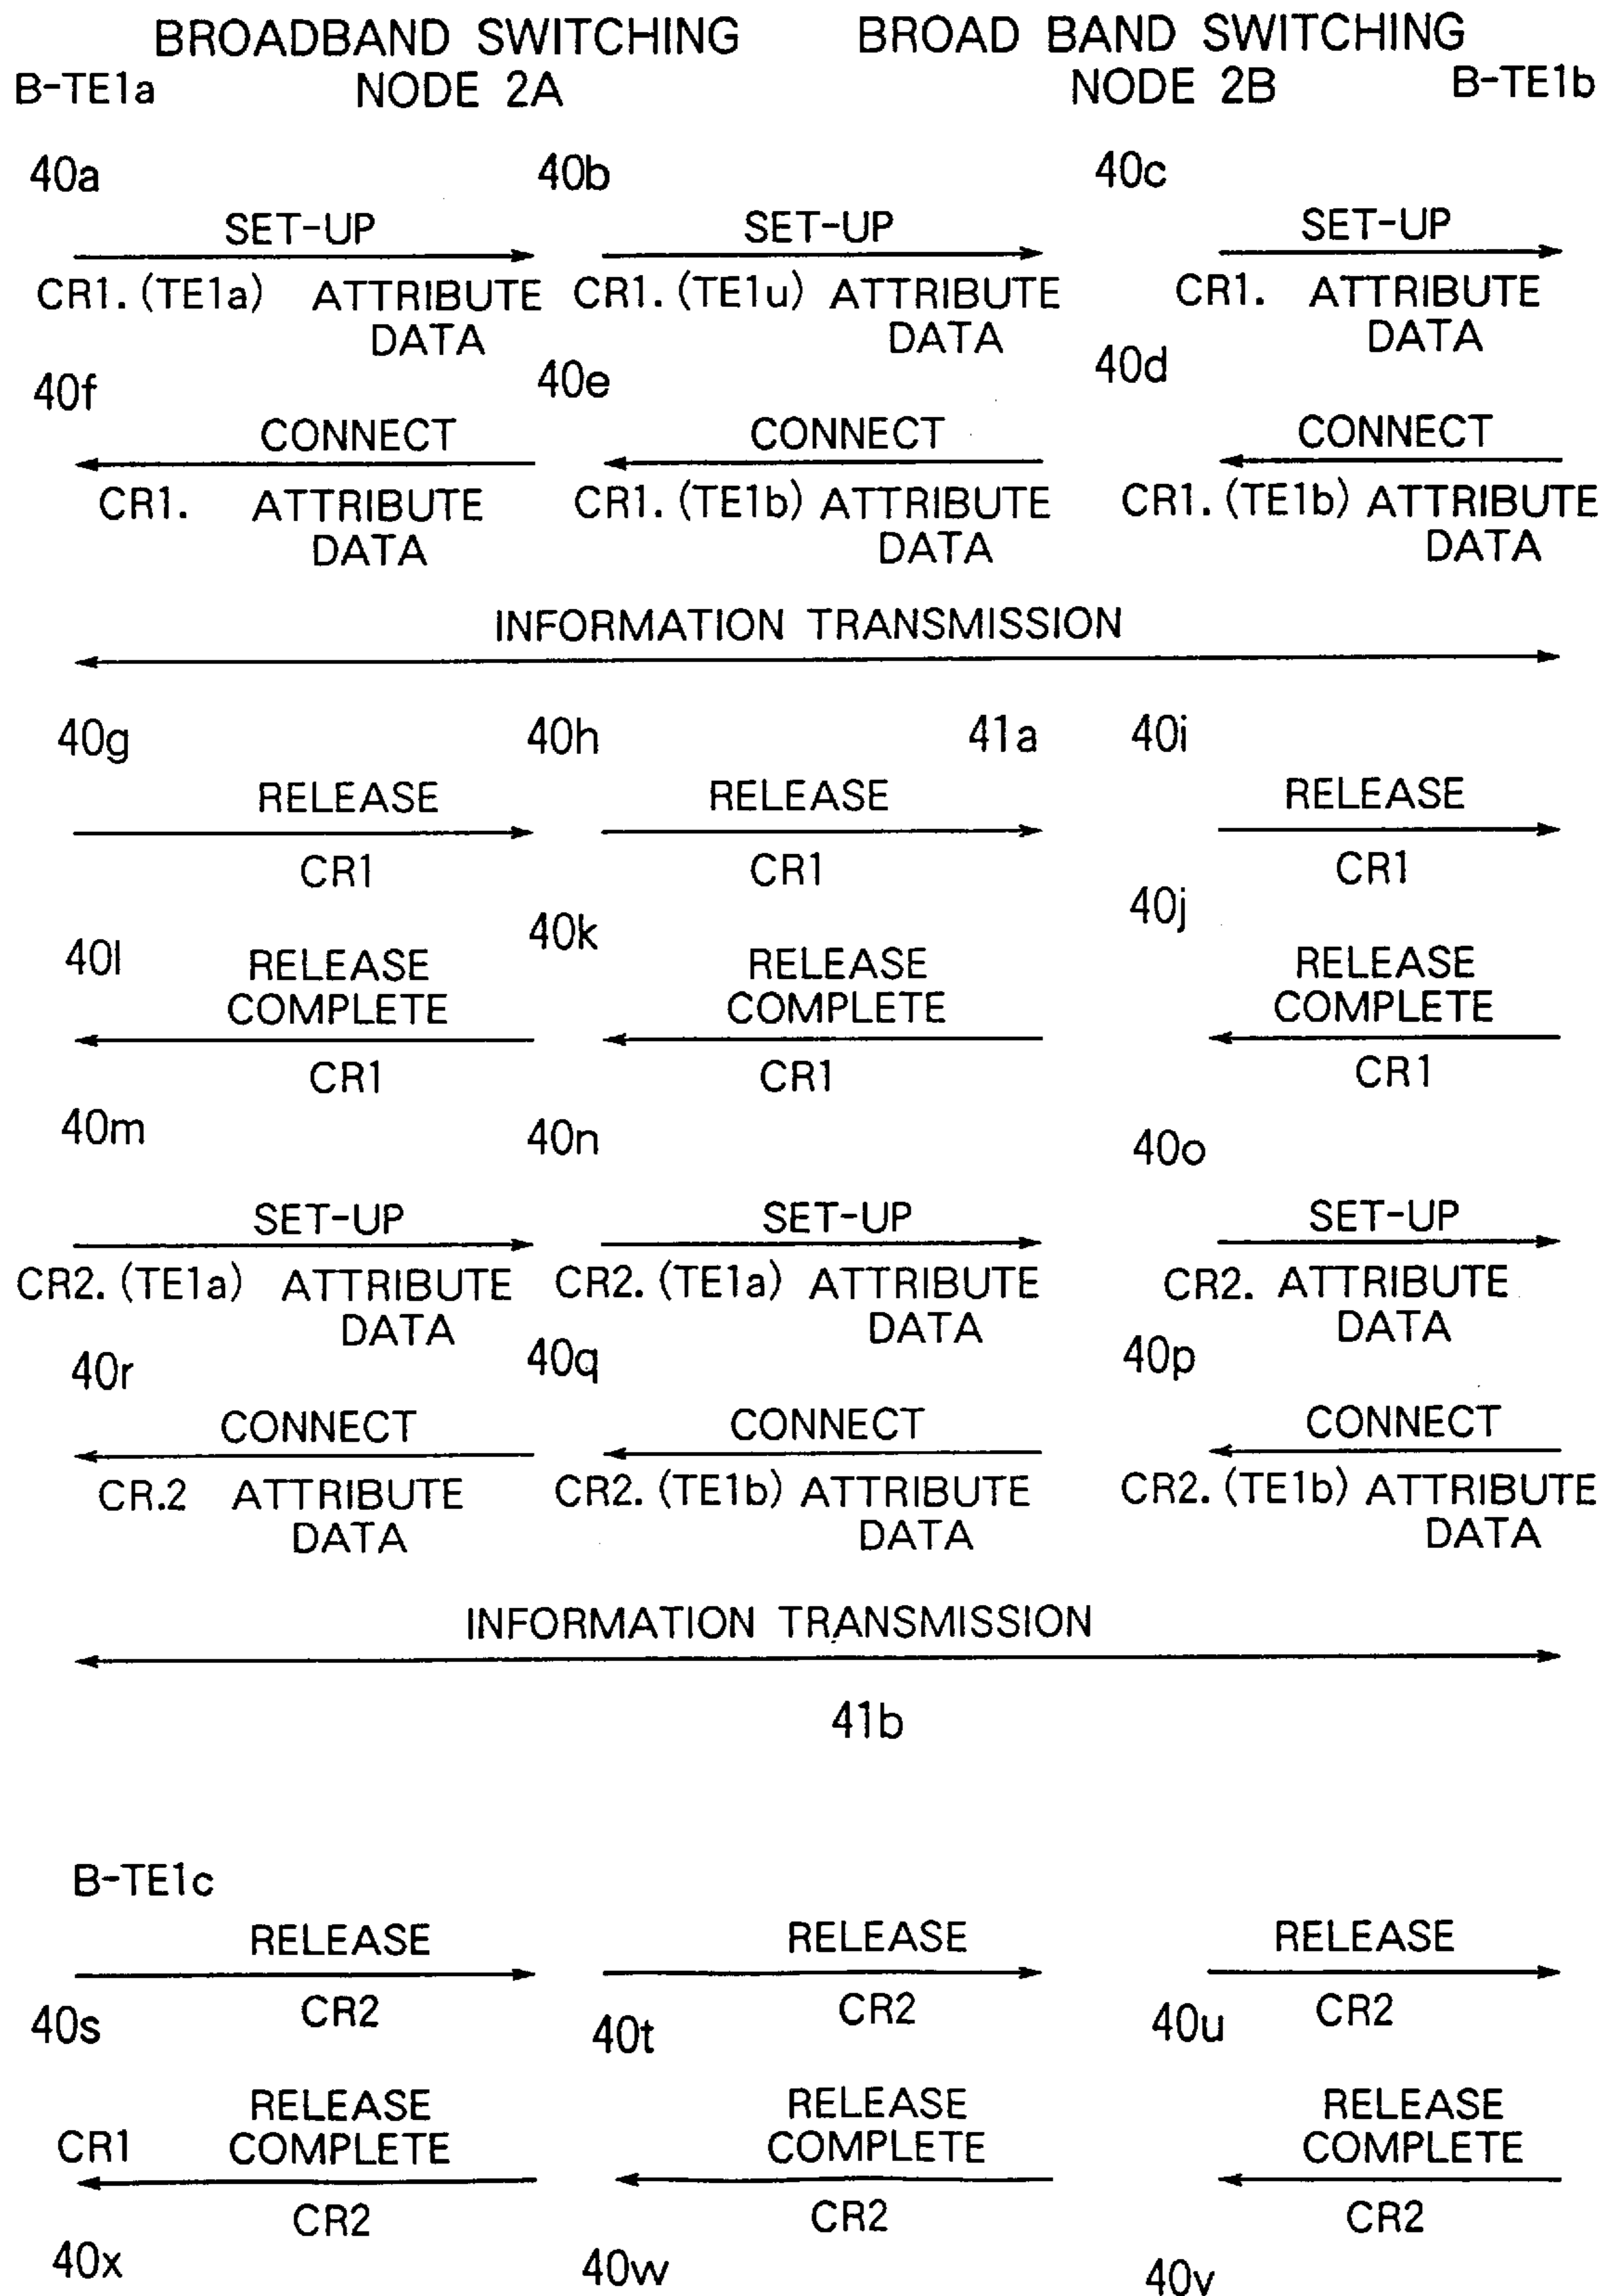 BROADBAND SWITCHING BROAD BAND SWITCHING
B-TE1a NODE 2A NODE 2B B-TE1b
40a 40b 40c
SET-UP SET-UP SET-UP
CR1. (TE1a) ATTRIBUTE CR1. (TE1u) ATTRIBUTE CR1. ATTRIBUTE
DATA DATA DATA
40f 40e 40d
CONNECT CONNECT CONNECT
CR1. ATTRIBUTE CR1. (TE1b) ATTRIBUTE CR1. (TE1b) ATTRIBUTE
DATA DATA DATA
INFORMATION TRANSMISSION
40g 40h 41a 40i
RELEASE RELEASE RELEASE
CR1 CR1 CR1
40l 40k 40j
RELEASE RELEASE RELEASE
COMPLETE COMPLETE COMPLETE
CR1 CR1 CR1
40m 40n 40o
SET-UP SET-UP SET-UP
CR2. (TE1a) ATTRIBUTE CR2. (TE1a) ATTRIBUTE CR2. ATTRIBUTE
DATA DATA DATA
40r 40q 40p
CONNECT CONNECT CONNECT
CR.2 ATTRIBUTE CR2. (TE1b) ATTRIBUTE CR2. (TE1b) ATTRIBUTE
DATA DATA DATA
INFORMATION TRANSMISSION
41b
B-TE1c
RELEASE RELEASE RELEASE
CR2 CR2 CR2
40s 40t 40u
RELEASE RELEASE RELEASE
CR1 COMPLETE COMPLETE COMPLETE
CR2 CR2 CR2
40x 40w 40v